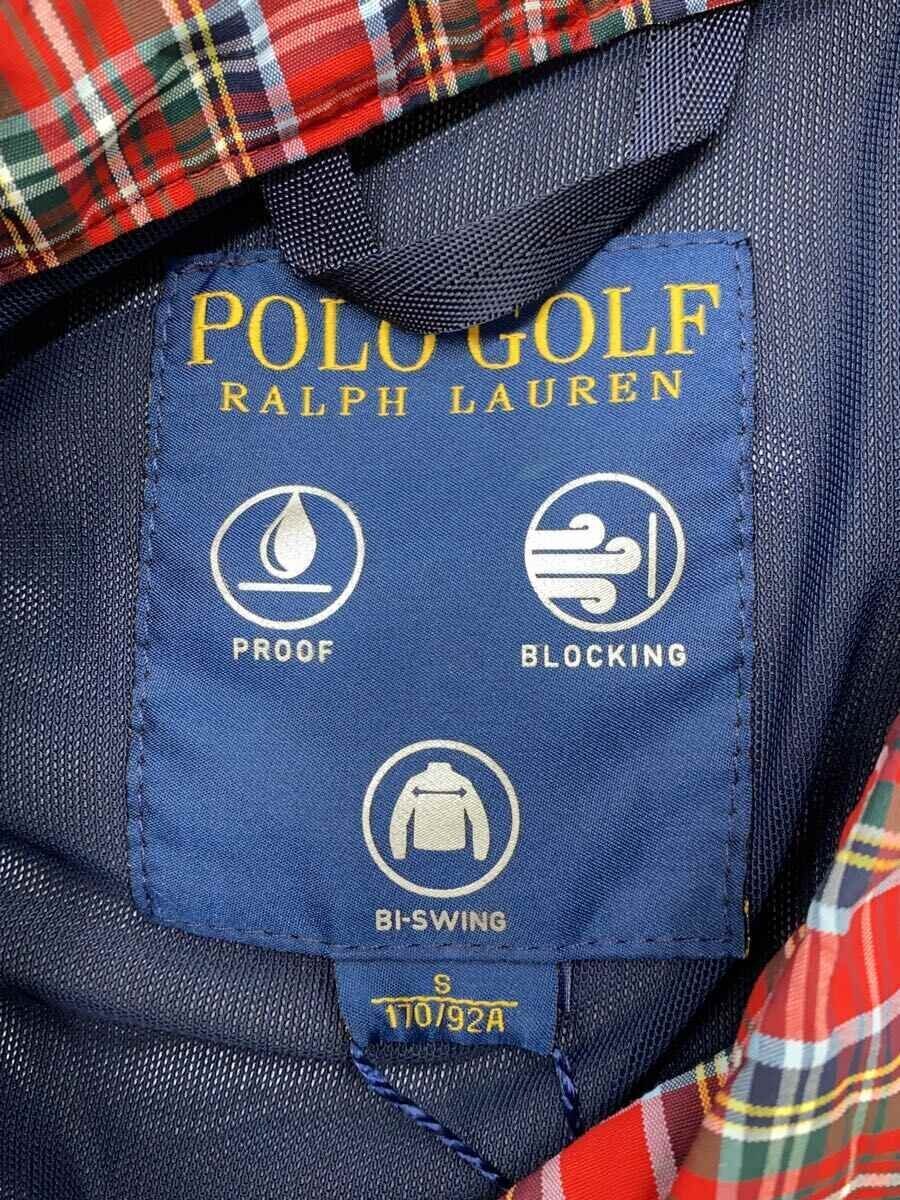 POLO GOLF
RALPH LAUREN
PROOF
BLOCKING
BI-SWING
S
170/92A